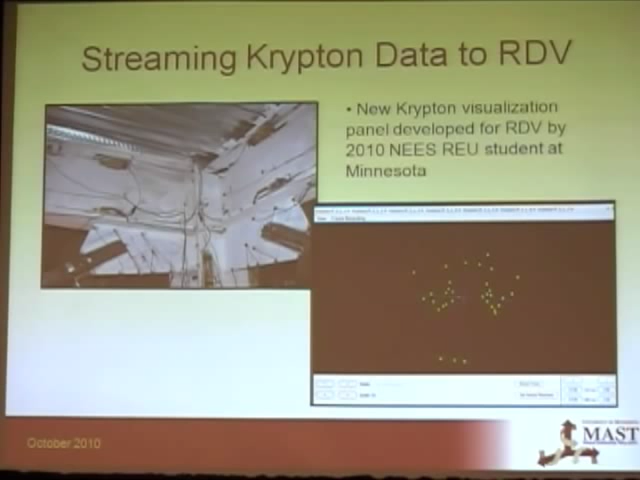 Streaming Krypton Data to RDV
• New Krypton visualization
panel developed for RDV by
2010 NEES REU student at
Minnesota
October 2010
MAST